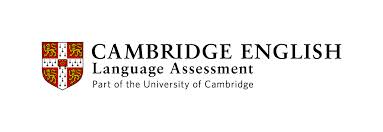 CAMBRIDGE ENGLISH
Language Assessment
Part of the University of Cambridge